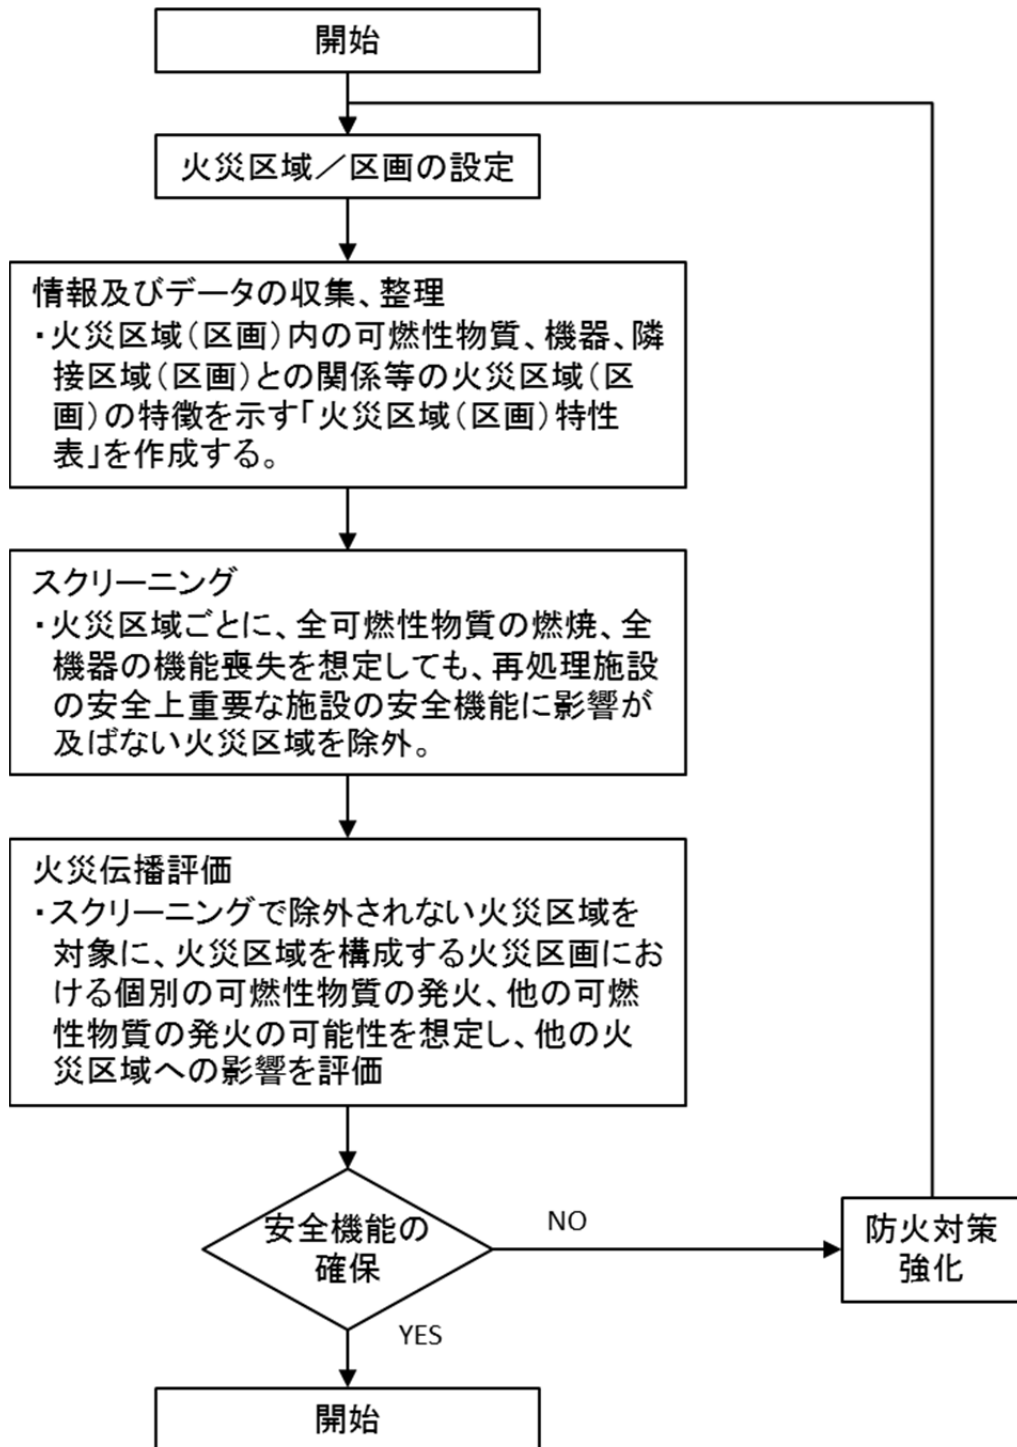 開始
火災区域／区画の設定
情報及びデータの収集、整理
・火災区域（区画）内の可燃性物質、機器、隣
接区域（区画）との関係等の火災区域（区
画）の特徴を示す「火災区域（区画）特性
表」を作成する。
スクリーニング
・火災区域ごとに、全可燃性物質の燃焼、全
機器の機能喪失を想定しても、再処理施設
の安全上重要な施設の安全機能に影響が
及ばない火災区域を除外。
火災伝播評価
・スクリーニングで除外されない火災区域を
対象に、火災区域を構成する火災区画にお
ける個別の可燃性物質の発火、他の可燃
性物質の発火の可能性を想定し、他の火
災区域への影響を評価
安全機能の
確保
NO
防火対策
強化
YES
開始